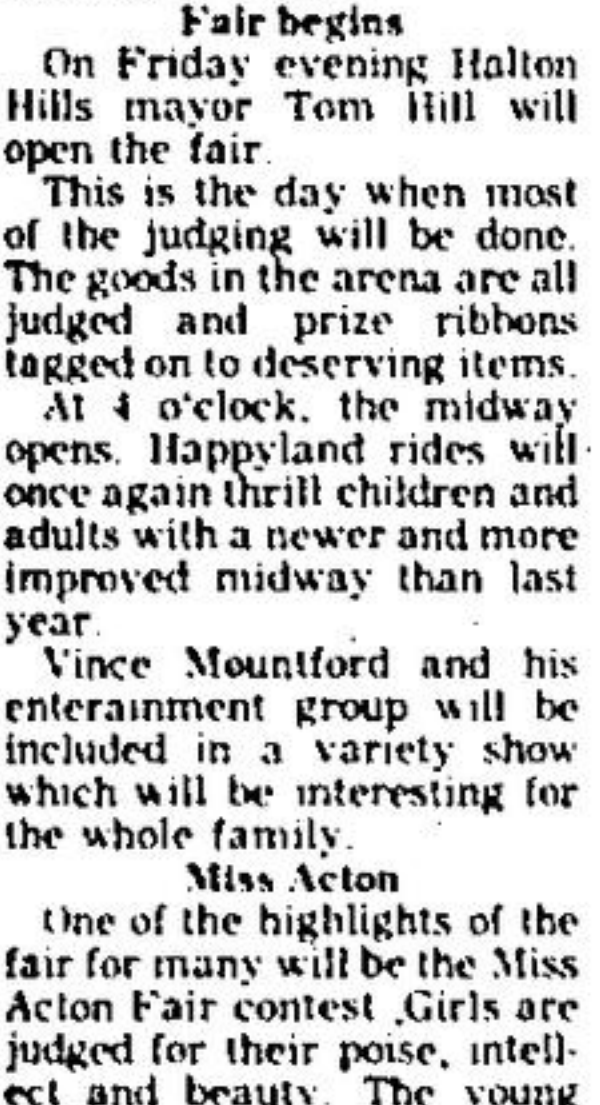 Fair begins
On Friday evening Halton
Hills mayor Tom Hill will
open the fair.
This is the day when most
of the judging will be done.
The goods in the arena are all
judged and prize ribbons
tagged on to deserving items.
At 4 o'clock, the midway
opens. Happyland rides will
once again thrill children and
adults with a newer and more
improved midway than last
year.
Vince Mountford and his
enterainment group will be
included in a variety show
which will be interesting for
the whole family.
Miss Acton
One of the highlights of the
fair for many will be the Miss
Acton Fair contest .Girls are
judged for their poise, intell-
ect and beauty. The young